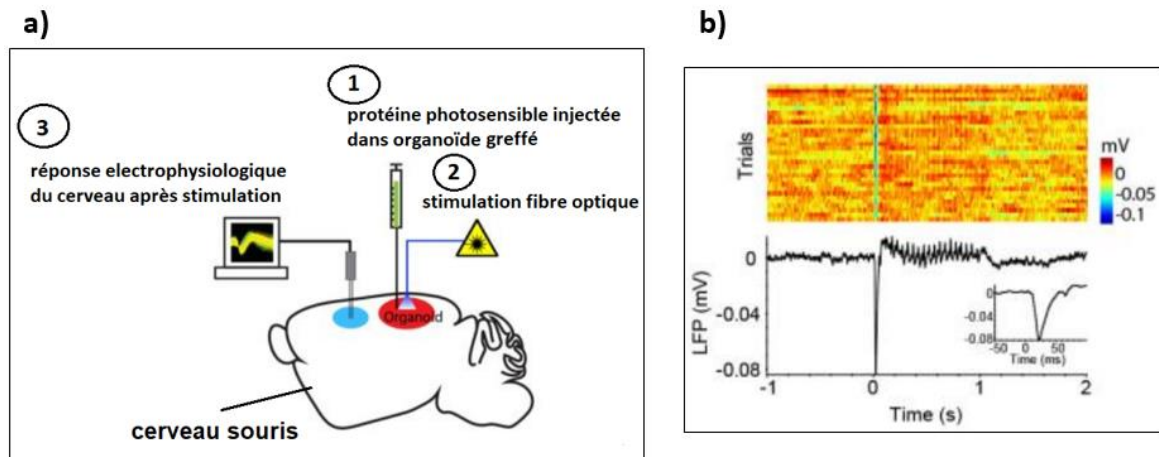 a)
1
protéine photosensible injectée
dans organoïde greffé
3
2
réponse electrophysiologique
du cerveau après stimulation
stimulation fibre optique
Organoid
cerveau souris
b)
Trials
mV
0
-0.05
-0.1
LFP (mV)
0
-0.04
-0.08
0
-0.04
-0.08
-50 0 50
Time (ms)
-1 0 1 2
Time (s)